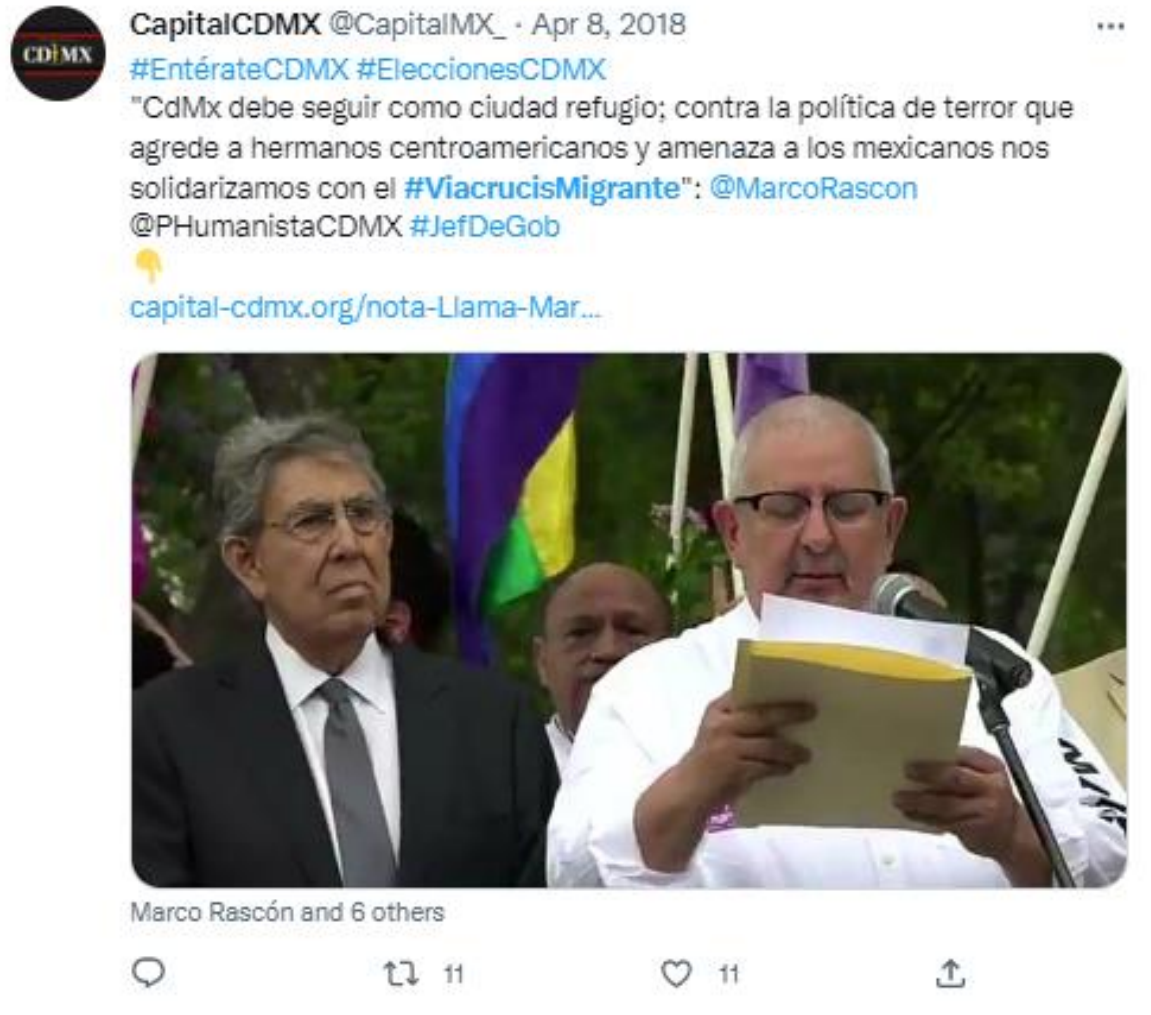 CDMX
CapitalCDMX @CapitalMX_ · Apr 8, 2018
#EntérateCDMX #EleccionesCDMX
"CdMx debe seguir como ciudad refugio; contra la política de terror que
agrede a hermanos centroamericanos y amenaza a los mexicanos nos
solidarizamos con el #ViacrucisMigrante": @MarcoRascon
@PHumanistaCDMX #JefDeGob
capital-cdmx.org/nota-Llama-Mar...
Marco Rascón and 6 others
11 11